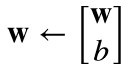 𝐰 ← [𝐰
b]